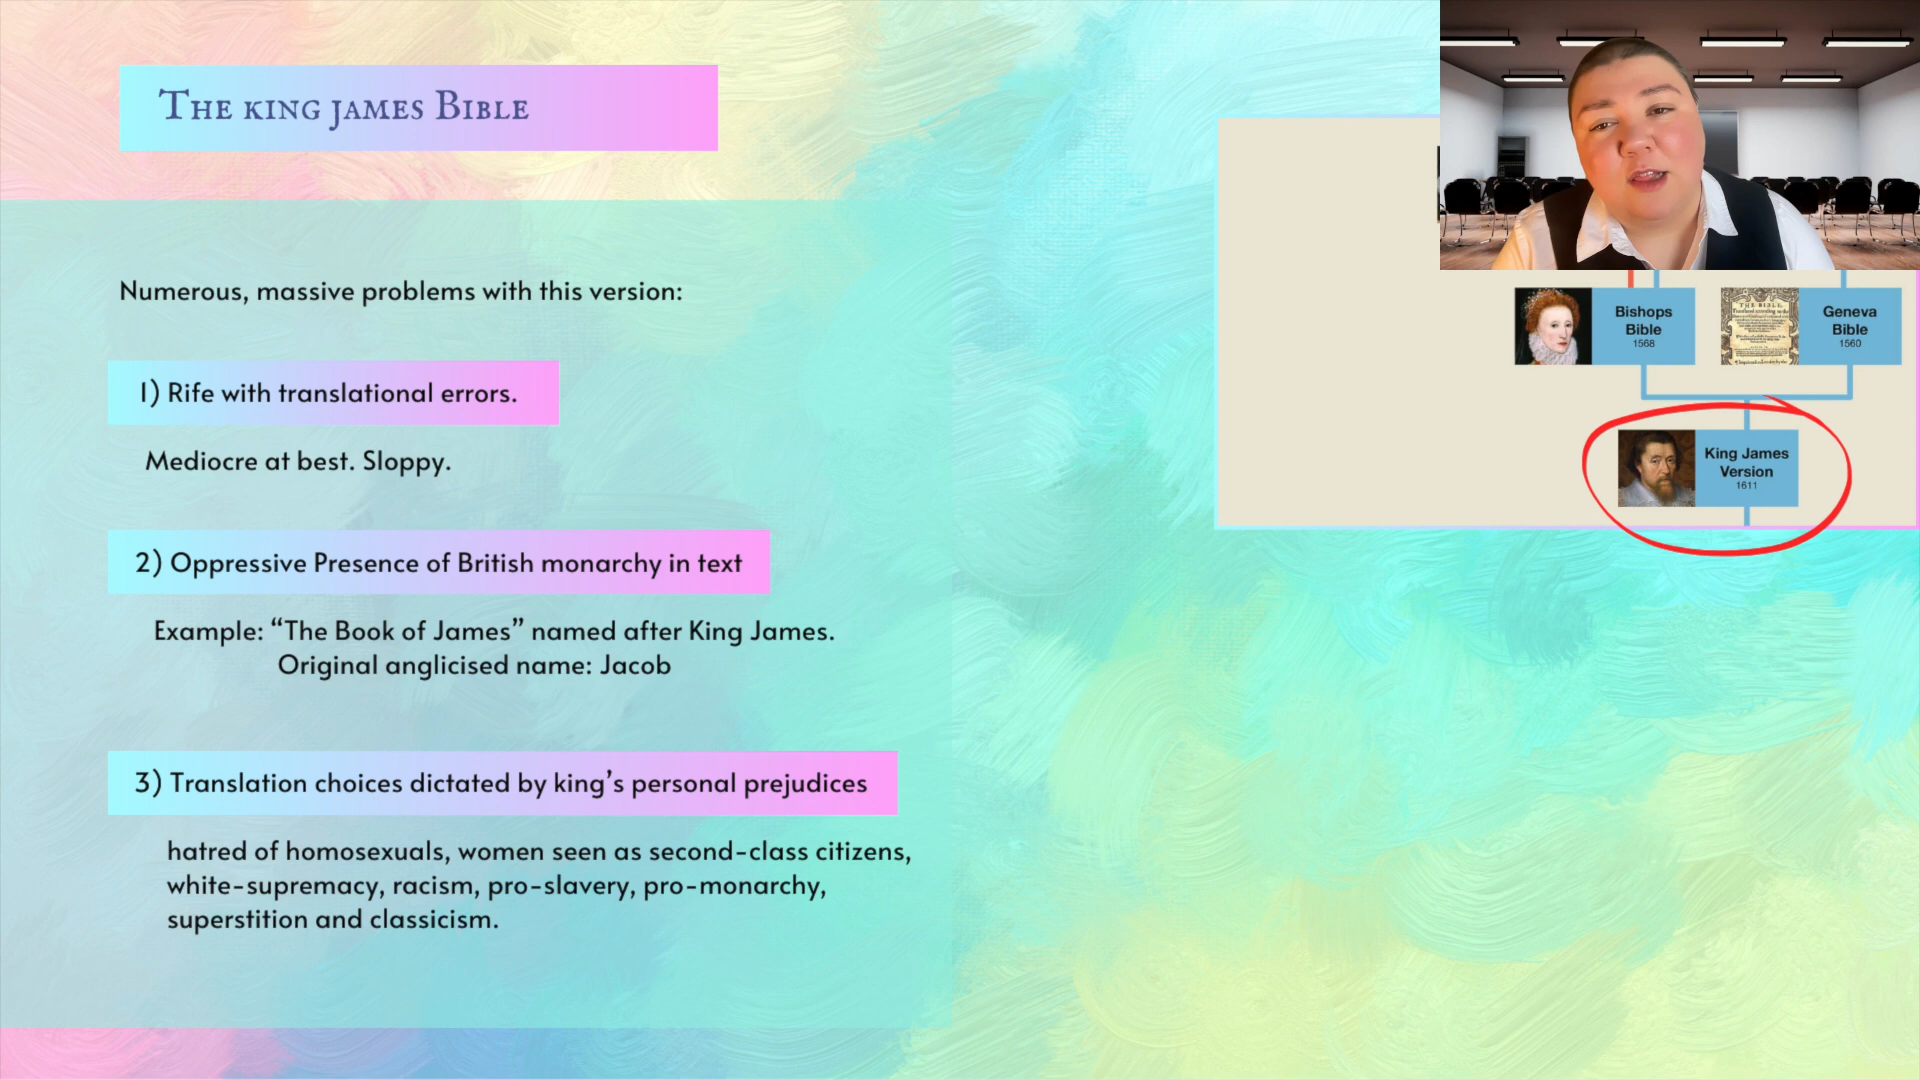 The King James Bible
Numerous, massive problems with this version:
1) Rife with translational errors.
Mediocre at best. Sloppy.
2) Oppressive Presence of British monarchy in text
Example: “The Book of James” named after King James.
Original anglicised name: Jacob
3) Translation choices dictated by king’s personal prejudices
hatred of homosexuals, women seen as second-class citizens,
white-supremacy, racism, pro-slavery, pro-monarchy,
superstition and classicism.
Bishops
Bible
1568
THE BIBLE,
Geneva
Bible
1560
King James
Version
1611